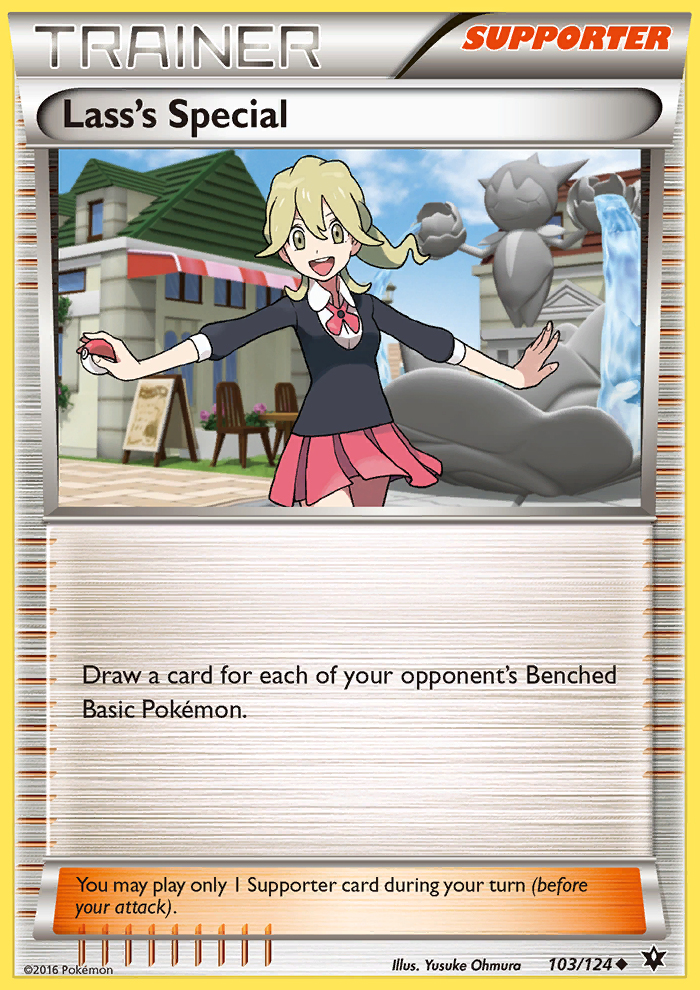 TRAINER
SUPPORTER
Lass's Special
Draw a card for each of your opponent's Benched
Basic Pokémon.
You may play only 1 Supporter card during your turn (before
your attack).
©2016 Pokémon
Illus. Yusuke Ohmura
103/124